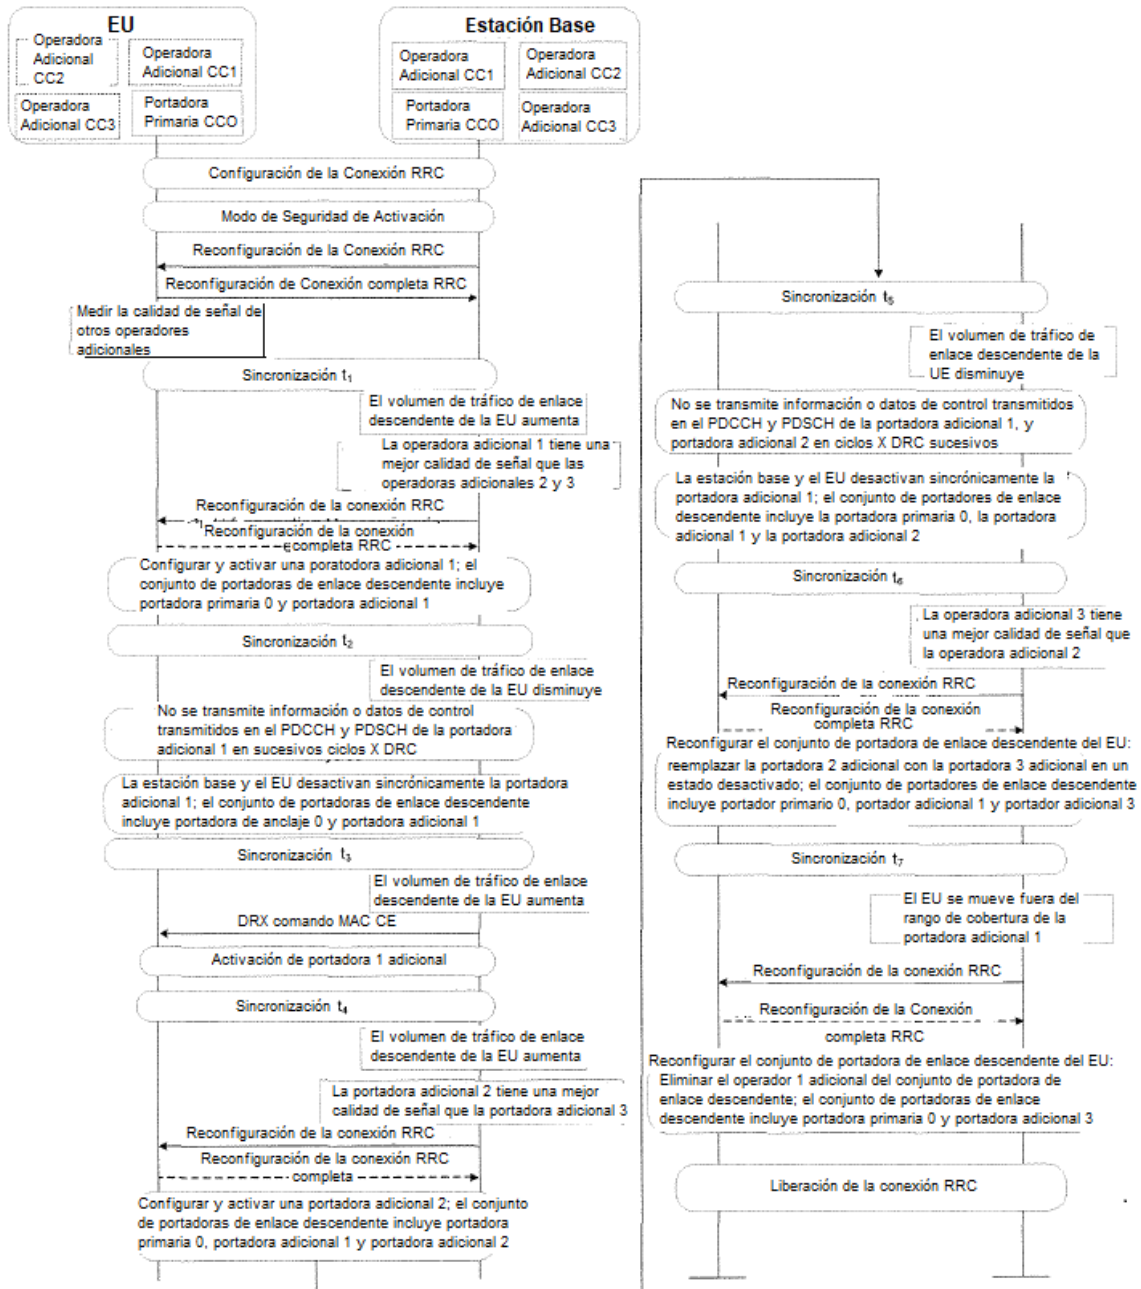 EU
Operadora
Adicional
CC2
Operadora
Adicional CC1
Operadora
Adicional CC3
Portadora
Primaria CCO
Estación Base
Operadora
Adicional CC1
Operadora
Adicional CC2
Portadora
Primaria CCO
Operadora
Adicional CC3
Configuración de la Conexión RRC
Modo de Seguridad de Activación
Reconfiguración de la Conexión RRC
Reconfiguración de Conexión completa RRC
Medir la calidad de señal de
otros operadores
adicionales
Sincronización t1
El volumen de tráfico de enlace
descendente de la EU aumenta
La operadora adicional 1 tiene una
mejor calidad de señal que las
operadoras adicionales 2 y 3
Reconfiguración de la conexión RRC
Reconfiguración de la conexión
completa RRC
Configurar y activar una poratodora adicional 1; el
conjunto de portadoras de enlace descendente incluye
portadora primaria 0 y portadora adicional 1
Sincronización t2
El volumen de tráfico de enlace
descendente de la EU disminuye
No se transmite información o datos de control
transmitidos en el PDCCH y PDSCH de la portadora
adicional 1 en sucesivos ciclos X DRC
La estación base y el EU desactivan sincrónicamente la portadora
adicional 1; el conjunto de portadoras de enlace descendente
incluye portadora de anclaje 0 y portadora adicional 1
Sincronización t3
El volumen de tráfico de enlace
descendente de la EU aumenta
DRX comando MAC CE
Activación de portadora 1 adicional
Sincronización t4
El volumen de tráfico de enlace
descendente de la EU aumenta
La portadora adicional 2 tiene una mejor
calidad de señal que la portadora adicional 3
Reconfiguración de la conexión RRC
Reconfiguración de la conexión RRC
completa
Configurar y activar una portadora adicional 2; el conjunto
de portadoras de enlace descendente incluye portadora
primaria 0, portadora adicional 1 y portadora adicional 2
Sincronización t5
El volumen de tráfico de
enlace descendente de la
UE disminuye
No se transmite información o datos de control transmitidos
en el PDCCH y PDSCH de la portadora adicional 1, y
portadora adicional 2 en ciclos X DRC sucesivos
La estación base y el EU desactivan sincrónicamente la
portadora adicional 1; el conjunto de portadores de enlace
descendente incluye la portadora primaria 0, la portadora
adicional 1 y la portadora adicional 2
Sincronización t6
La operadora adicional 3 tiene
una mejor calidad de señal que
la operadora adicional 2
Reconfiguración de la conexión RRC
Reconfiguración de la conexión
completa RRC
Reconfigurar el conjunto de portadora de enlace descendente del EU:
reemplazar la portadora 2 adicional con la portadora 3 adicional en un
estado desactivado; el conjunto de portadores de enlace descendente
incluye portador primario 0, portador adicional 1 y portador adicional 3
Sincronización t7
El EU se mueve fuera del
rango de cobertura de la
portadora adicional 1
Reconfiguración de la conexión RRC
Reconfiguración de la Conexión
completa RRC
Reconfigurar el conjunto de portadora de enlace descendente del EU:
Eliminar el operador 1 adicional del conjunto de portadora de
enlace descendente; el conjunto de portadoras de enlace
descendente incluye portadora primaria 0 y portadora adicional 3
Liberación de la conexión RRC